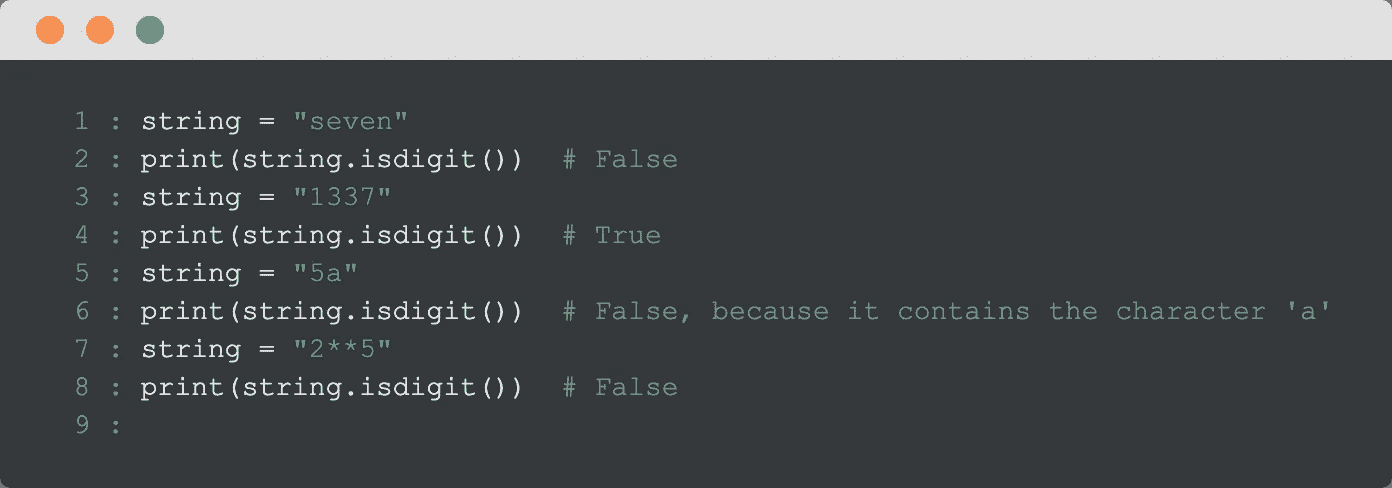 1 : string = "seven"
2 : print(string.isdigit())  # False
3 : string = "1337"
4 : print(string.isdigit())  # True
5 : string = "5a"
6 : print(string.isdigit())  # False, because it contains the character 'a'
7 : string = "2**5"
8 : print(string.isdigit())  # False
9 :